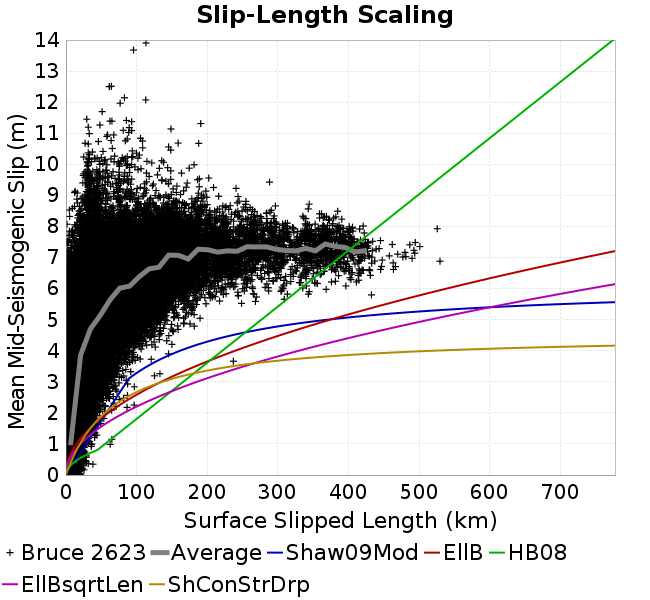 Slip-Length Scaling
Mean Mid-Seismogenic Slip (m)
14
13
12
11
10
9
8
7
6
5
4
3
2
1
0
0 100 200 300 400 500 600 700
Surface Slipped Length (km)
Bruce 2623 Average Shaw09Mod EllB HB08
EllBsqrtLen ShConStrDrp